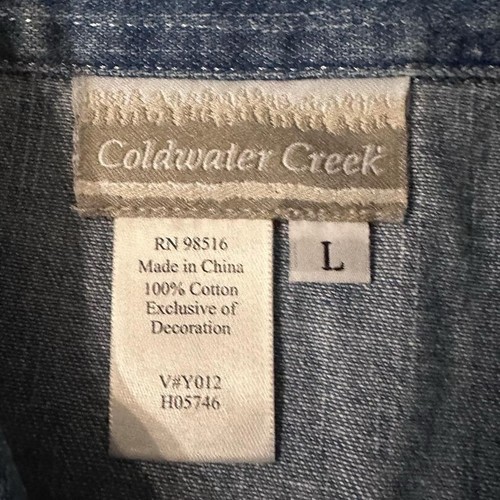 Coldwater Creek
L
RN 98516
Made in China
100% Cotton
Exclusive of
Decoration
V#Y012
H05746